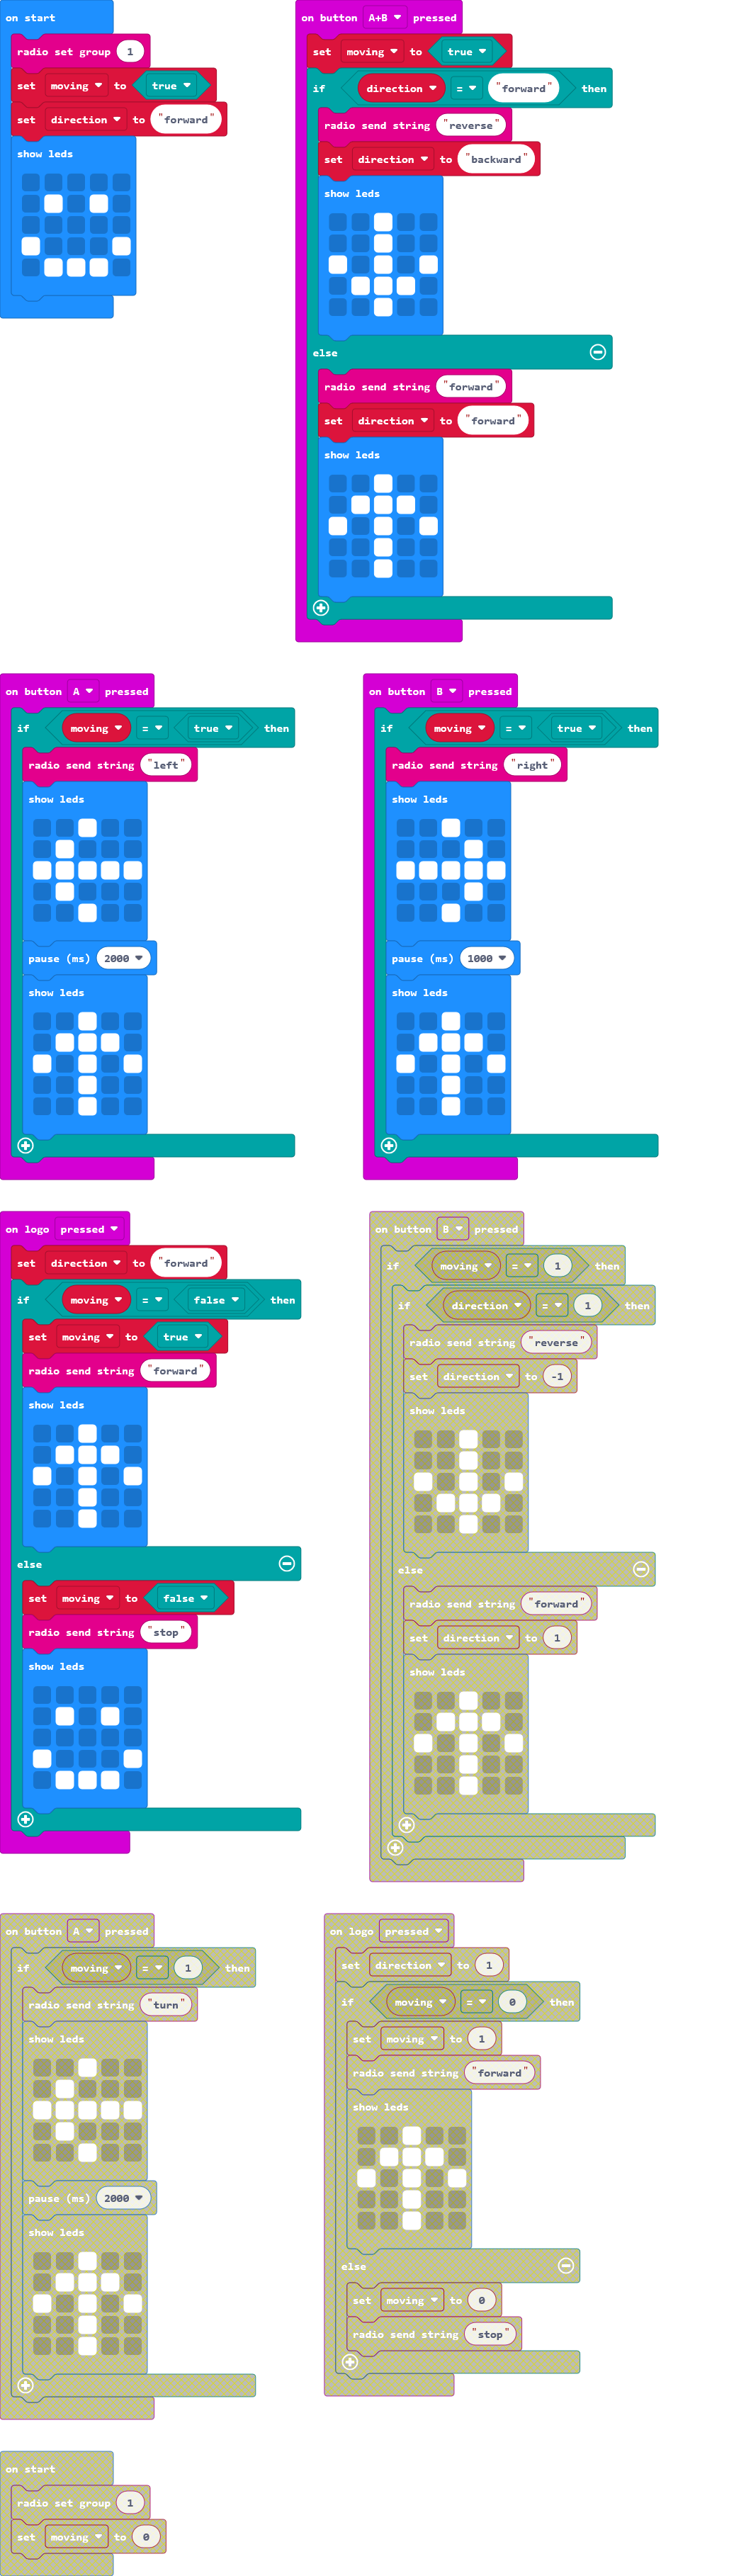 on start
radio set group 1
set moving to true
set direction to "forward"
show leds
on button A+B pressed
set moving to true
if direction = "forward" then
radio send string "reverse"
set direction to "backward"
show leds
else
radio send string "forward"
set direction to "forward"
show leds
on button A pressed
if moving = true then
radio send string "left"
show leds
pause (ms) 2000
show leds
on button B pressed
if moving = true then
radio send string "right"
show leds
pause (ms) 1000
show leds
on logo pressed
set direction to "forward"
if moving = false then
set moving to true
radio send string "forward"
show leds
else
set moving to false
radio send string "stop"
show leds
on button B pressed
if moving = 1 then
if direction = 1 then
radio send string "reverse"
set direction to -1
show leds
else
radio send string "forward"
set direction to 1
show leds
on button A pressed
if moving = 1 then
radio send string "turn"
show leds
pause (ms) 2000
show leds
on logo pressed
set direction to 1
if moving = 0 then
set moving to 1
radio send string "forward"
show leds
else
set moving to 0
radio send string "stop"
on start
radio set group 1
set moving to 0